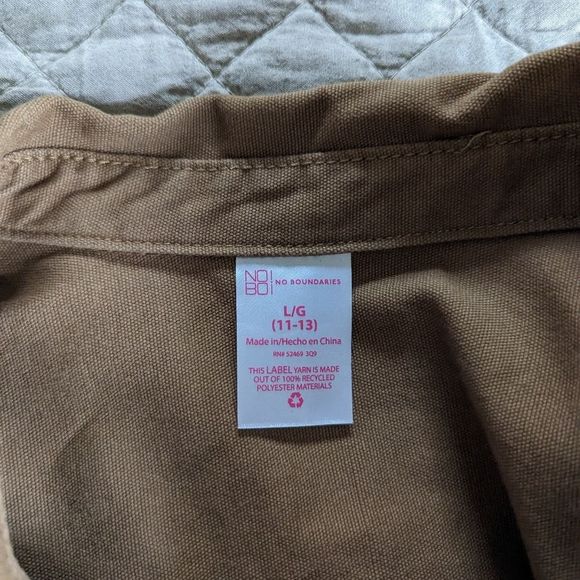 NO!
BO!
NO BOUNDARIES
L/G
(11-13)
Made in/Hecho en China
RN# 52469 3Q9
THIS LABEL YARN IS MADE
OUT OF 100% RECYCLED
POLYESTER MATERIALS